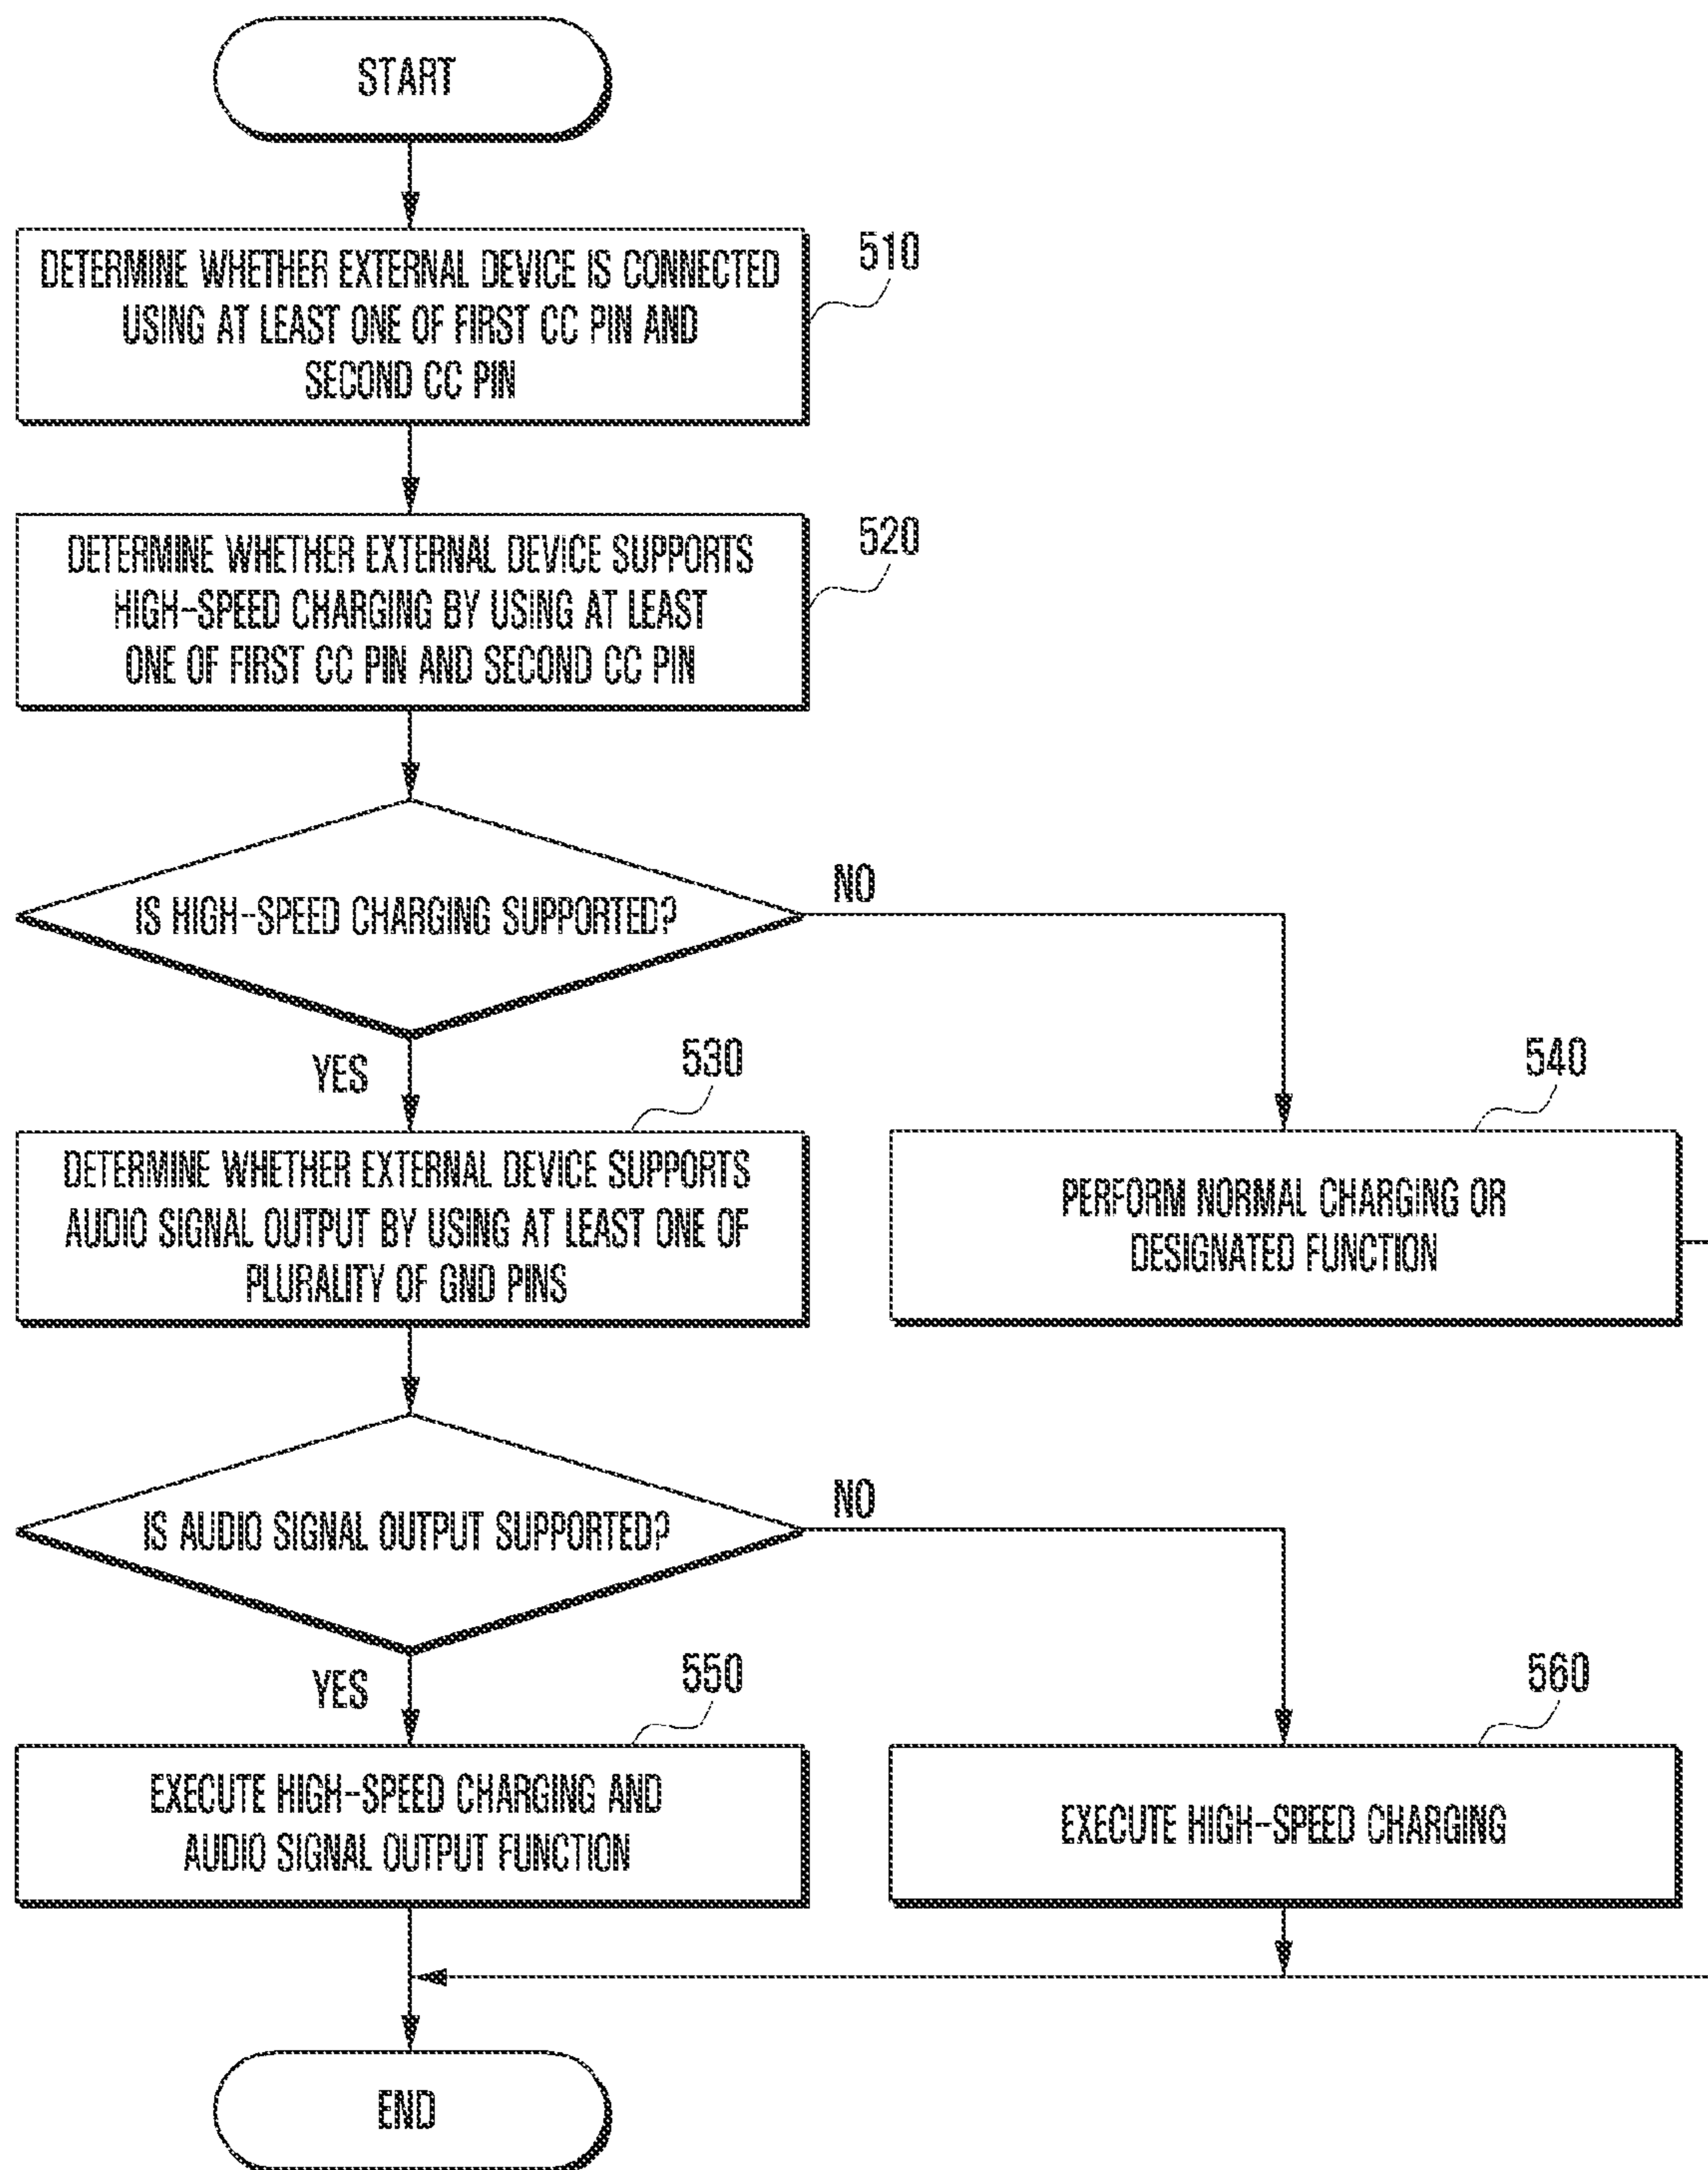 START
DETERMINE WHETHER EXTERNAL DEVICE IS CONNECTED
USING AT LEAST ONE OF FIRST CC PIN AND
SECOND CC PIN
510
DETERMINE WHETHER EXTERNAL DEVICE SUPPORTS
HIGH-SPEED CHARGING BY USING AT LEAST
ONE OF FIRST CC PIN AND SECOND CC PIN
520
IS HIGH-SPEED CHARGING SUPPORTED?
NO
YES
530
540
DETERMINE WHETHER EXTERNAL DEVICE SUPPORTS
AUDIO SIGNAL OUTPUT BY USING AT LEAST ONE OF
PLURALITY OF GND PINS
PERFORM NORMAL CHARGING OR
DESIGNATED FUNCTION
IS AUDIO SIGNAL OUTPUT SUPPORTED?
NO
YES
550
560
EXECUTE HIGH-SPEED CHARGING AND
AUDIO SIGNAL OUTPUT FUNCTION
EXECUTE HIGH-SPEED CHARGING
END